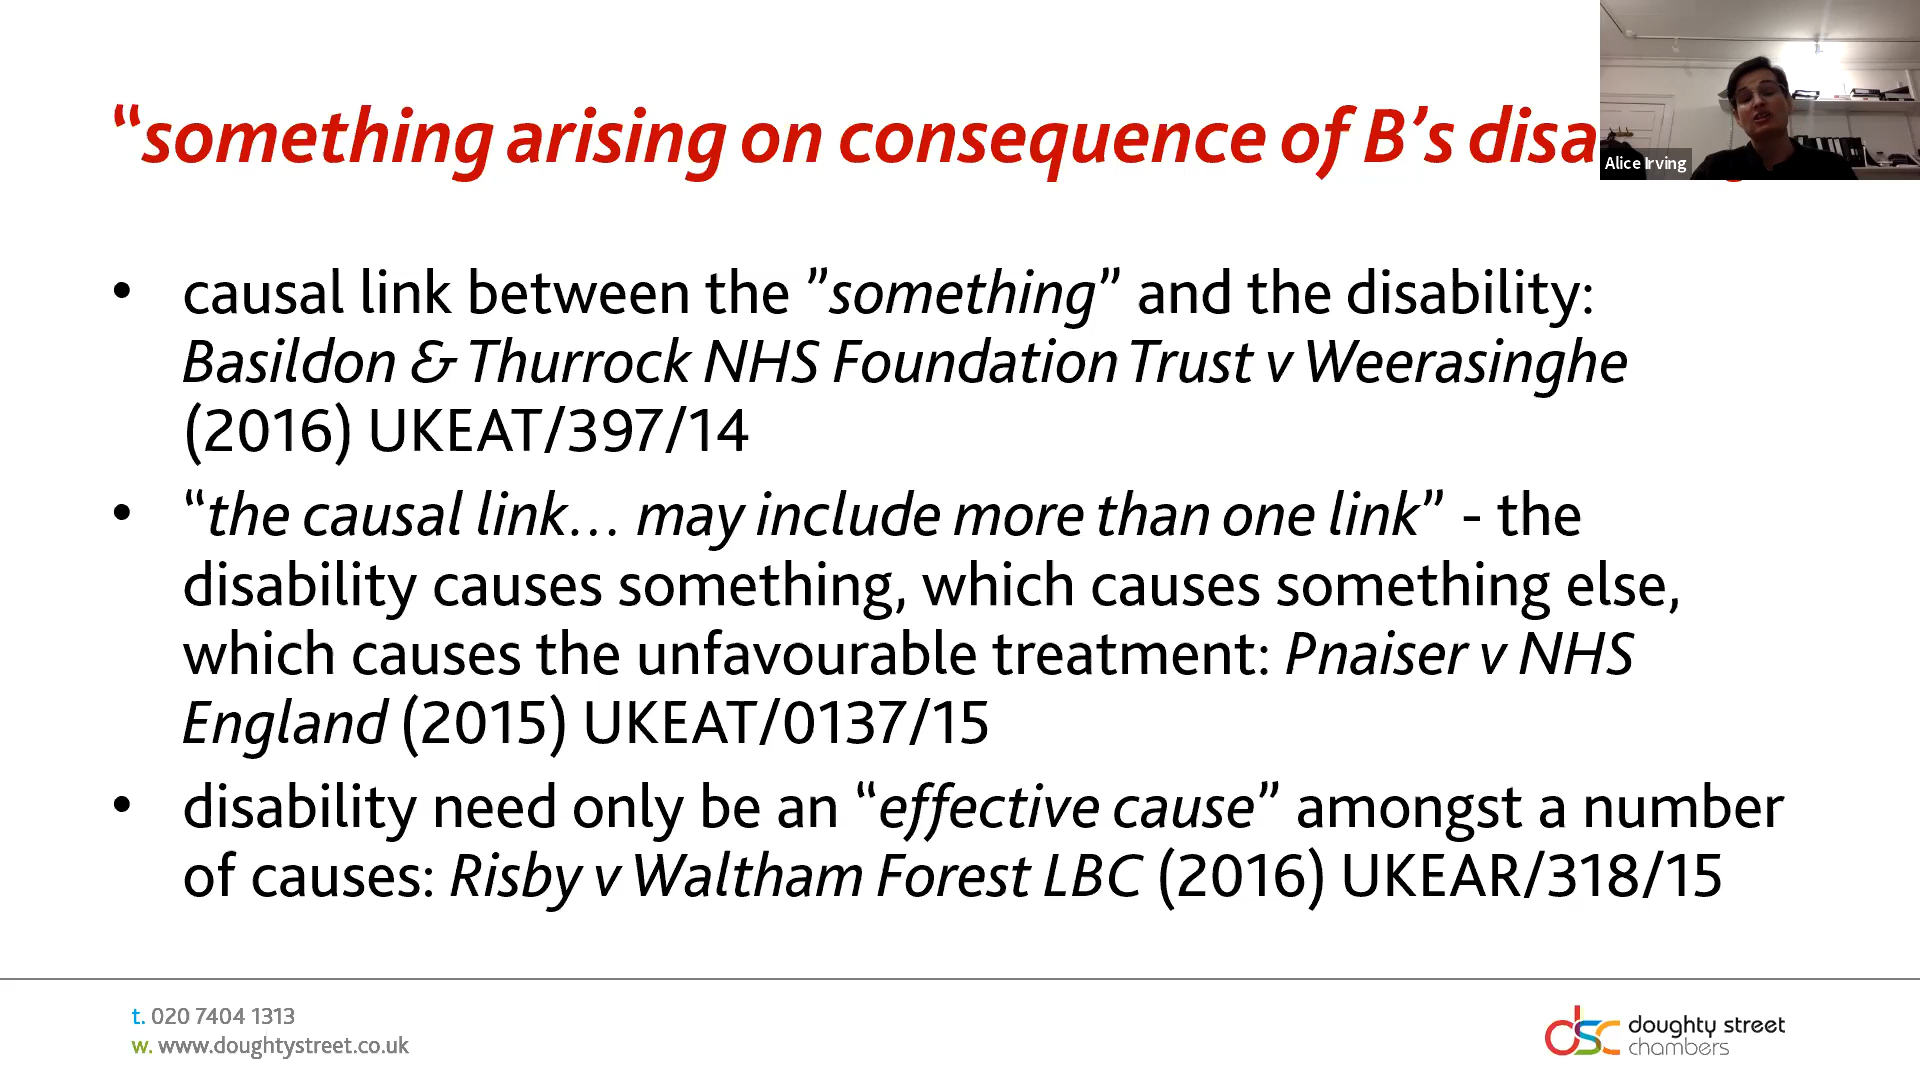 “something arising on consequence of B’s disa
Alice Irving
• causal link between the ”something” and the disability:
Basildon & Thurrock NHS Foundation Trust v Weerasinghe
(2016) UKEAT/397/14
• “the causal link… may include more than one link” - the
disability causes something, which causes something else,
which causes the unfavourable treatment: Pnaiser v NHS
England (2015) UKEAT/0137/15
• disability need only be an “effective cause” amongst a number
of causes: Risby v Waltham Forest LBC (2016) UKEAR/318/15
t. 020 7404 1313
w. www.doughtystreet.co.uk
dsc doughty street
chambers